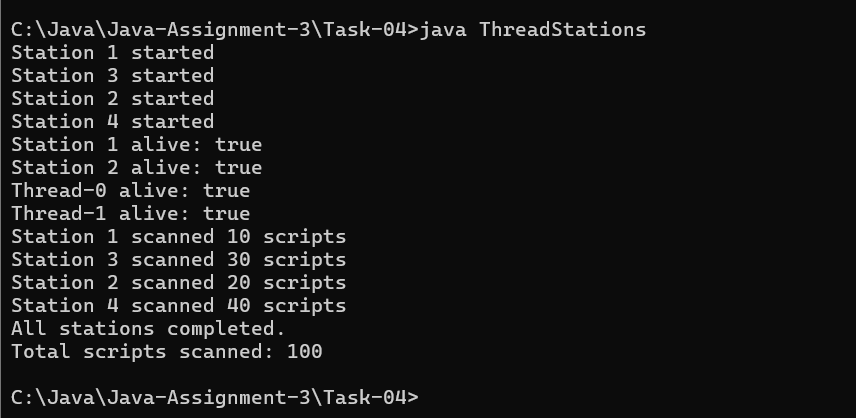 C:\Java\Java-Assignment-3\Task-04>java ThreadStations
Station 1 started
Station 3 started
Station 2 started
Station 4 started
Station 1 alive: true
Station 2 alive: true
Thread-0 alive: true
Thread-1 alive: true
Station 1 scanned 10 scripts
Station 3 scanned 30 scripts
Station 2 scanned 20 scripts
Station 4 scanned 40 scripts
All stations completed.
Total scripts scanned: 100
C:\Java\Java-Assignment-3\Task-04>